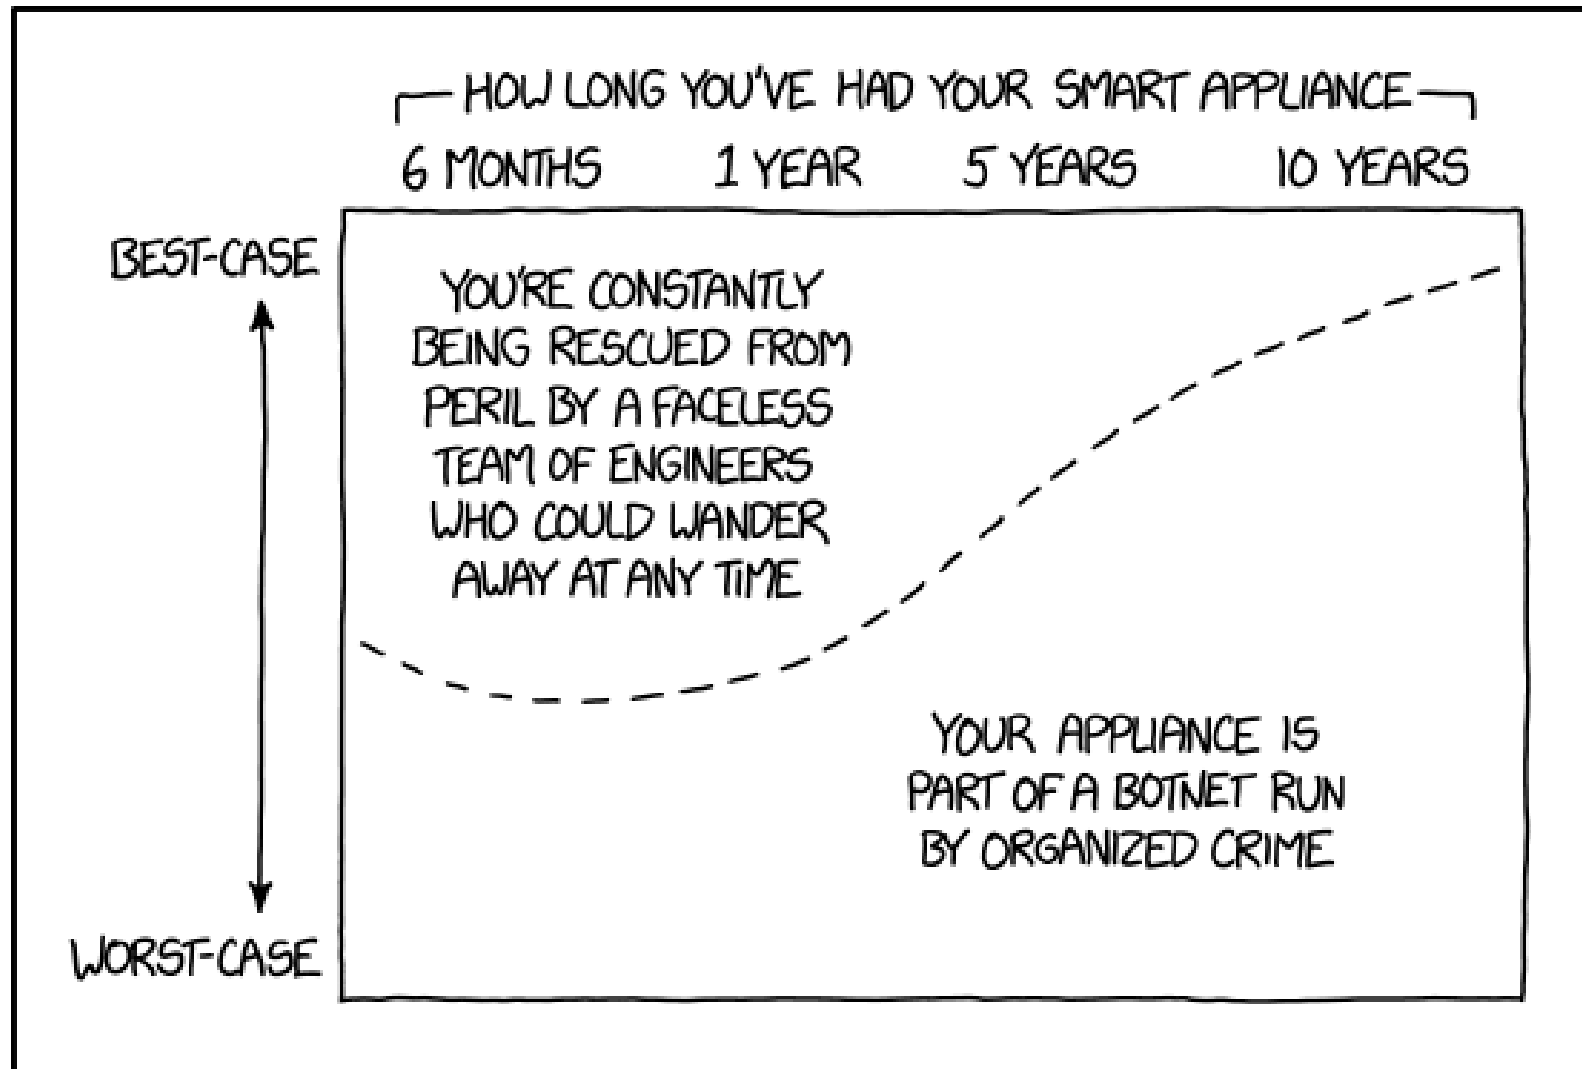 HOW LONG YOU'VE HAD YOUR SMART APPLIANCE
6 MONTHS 1 YEAR 5 YEARS 10 YEARS
BEST-CASE
YOU'RE CONSTANTLY
BEING RESCUED FROM
PERIL BY A FACELESS
TEAM OF ENGINEERS
WHO COULD WANDER
AWAY AT ANY TIME
YOUR APPLIANCE IS
PART OF A BOTNET RUN
BY ORGANIZED CRIME
WORST-CASE